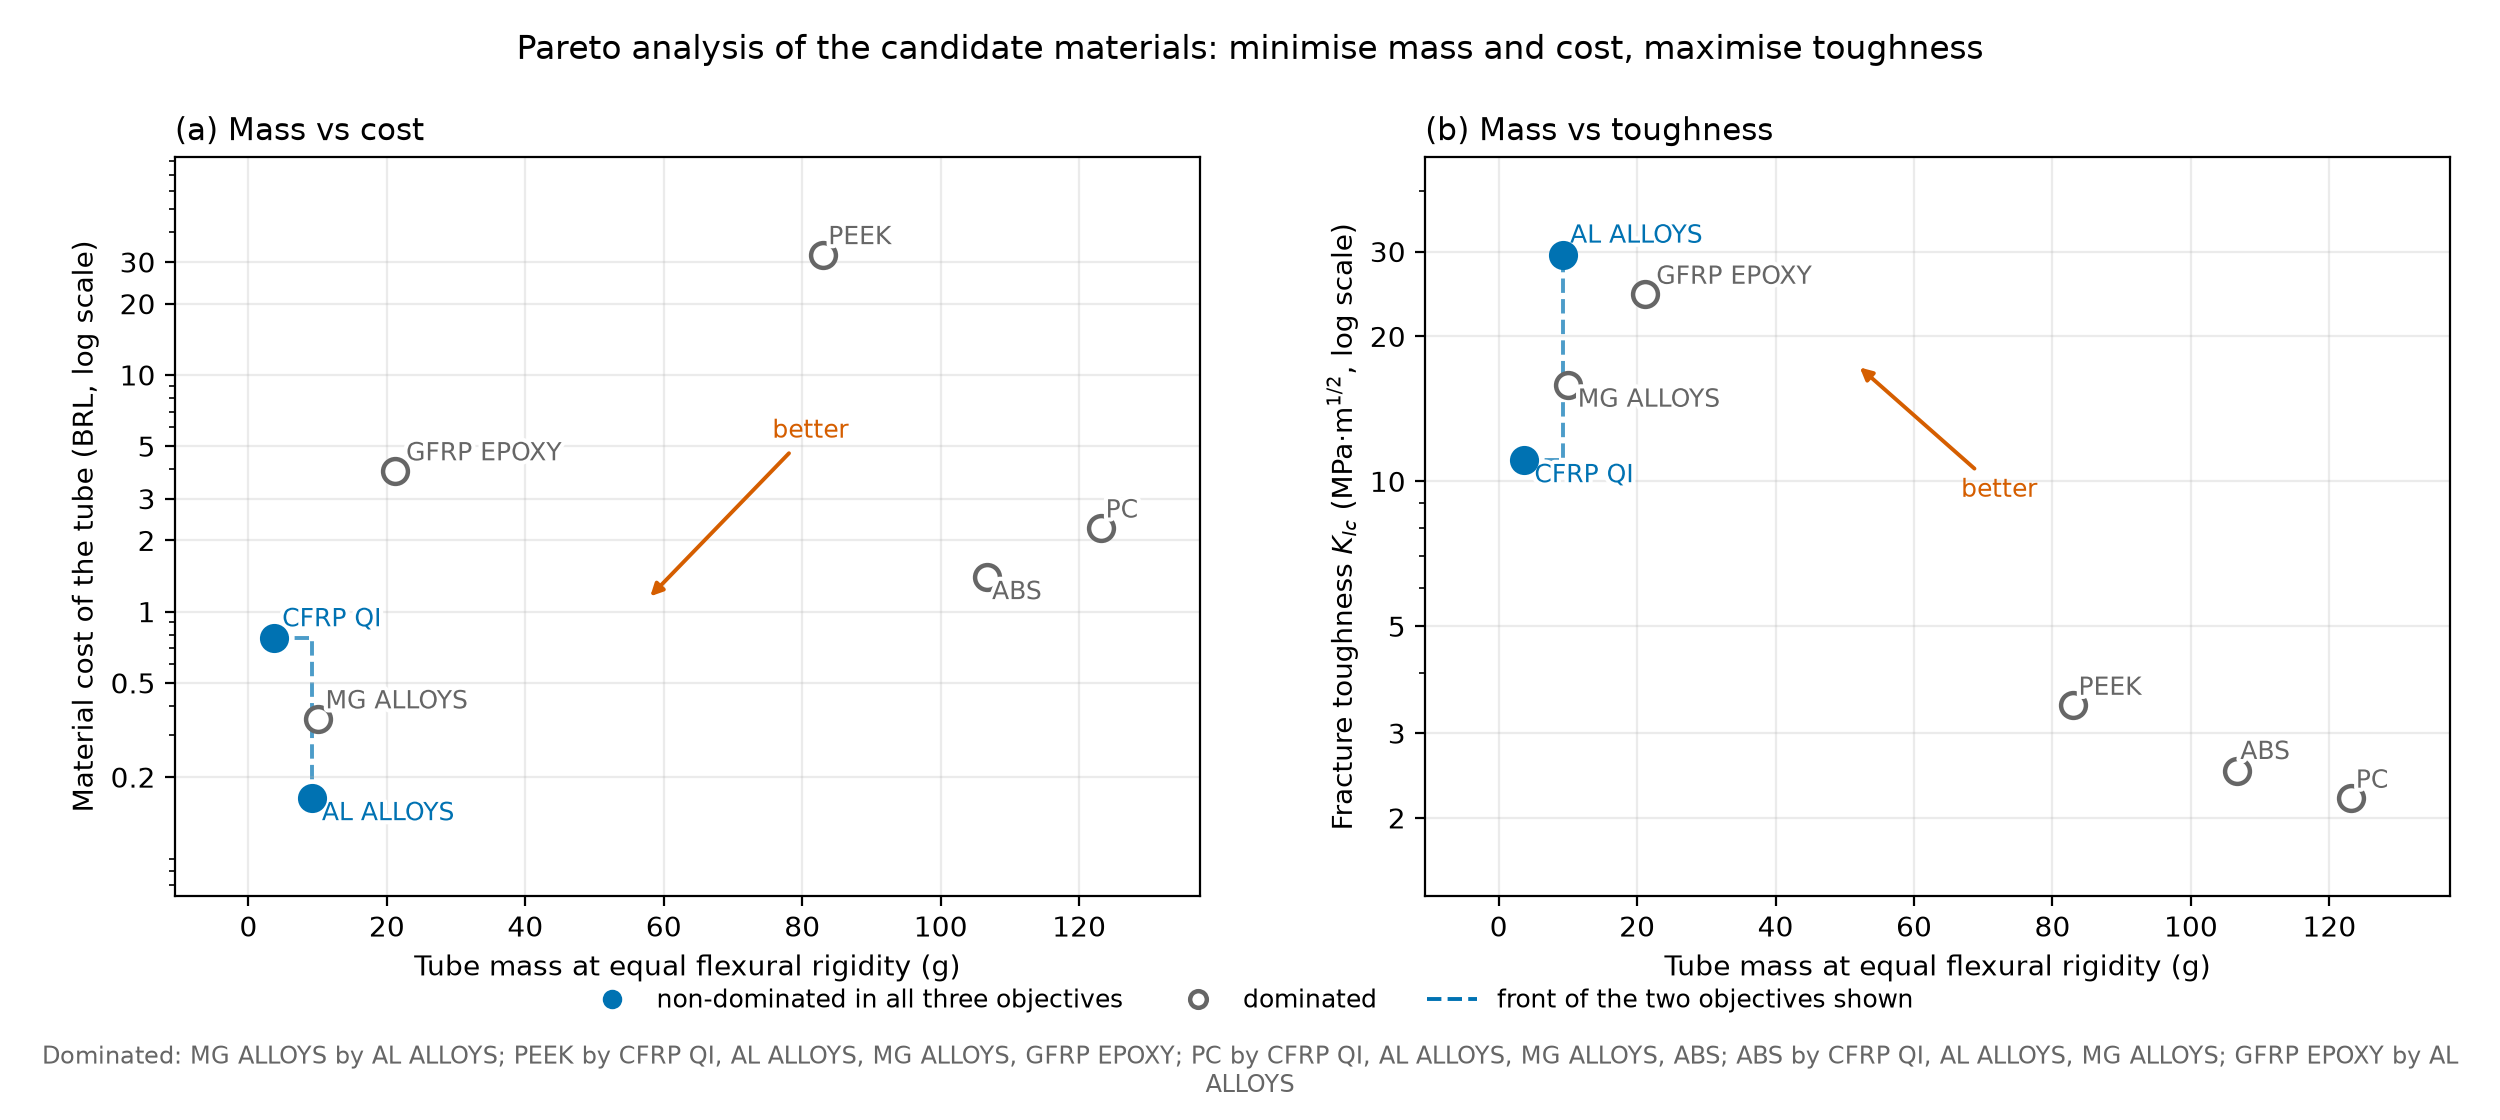 Pareto analysis of the candidate materials: minimise mass and cost, maximise toughness
(a) Mass vs cost
Material cost of the tube (BRL, log scale)
30
20
10
5
3
2
1
0.5
0.2
PEEK
GFRP EPOXY
better
PC
ABS
CFRP QI
MG ALLOYS
AL ALLOYS
0 20 40 60 80 100 120
Tube mass at equal flexural rigidity (g)
(b) Mass vs toughness
Fracture toughness K_Ic (MPa·m^1/2, log scale)
30
20
10
5
3
2
AL ALLOYS
GFRP EPOXY
MG ALLOYS
CFRP QI
better
PEEK
ABS
PC
0 20 40 60 80 100 120
Tube mass at equal flexural rigidity (g)
non-dominated in all three objectives
dominated
front of the two objectives shown
Dominated: MG ALLOYS by AL ALLOYS; PEEK by CFRP QI, AL ALLOYS, MG ALLOYS, GFRP EPOXY; PC by CFRP QI, AL ALLOYS, MG ALLOYS, ABS; ABS by CFRP QI, AL ALLOYS, MG ALLOYS; GFRP EPOXY by AL
ALLOYS